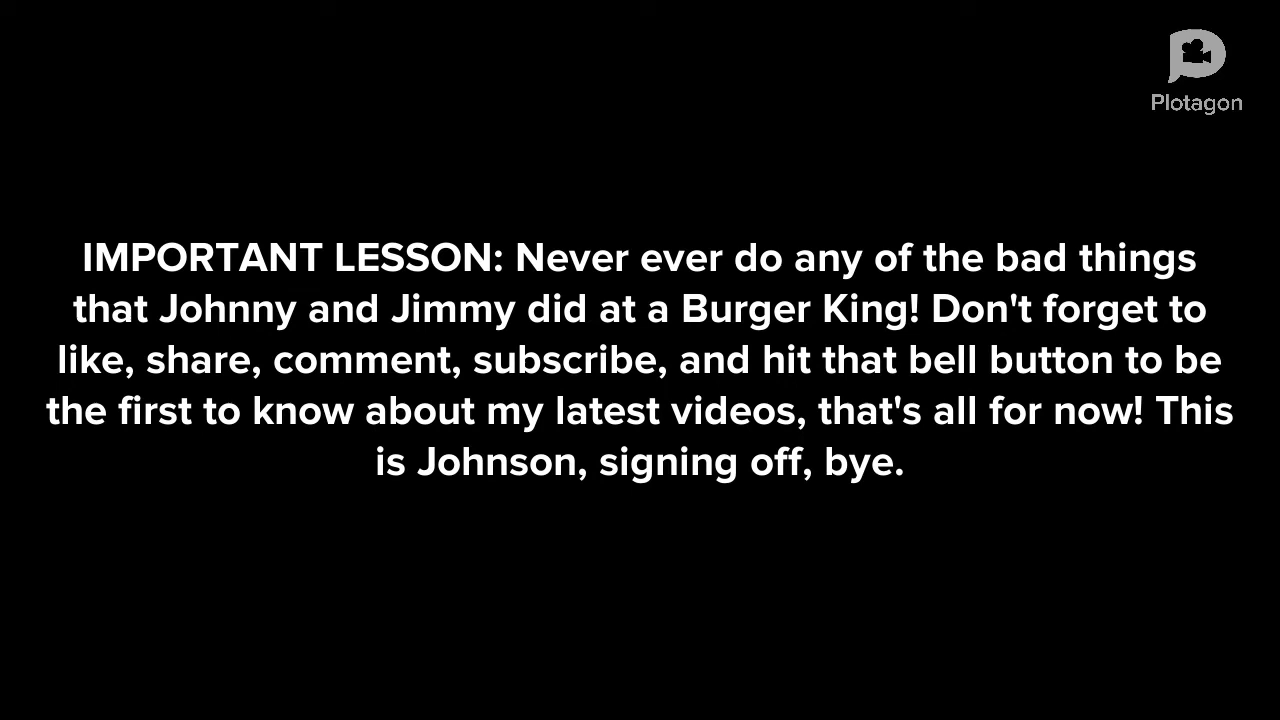 Plotagon
IMPORTANT LESSON: Never ever do any of the bad things
that Johnny and Jimmy did at a Burger King! Don't forget to
like, share, comment, subscribe, and hit that bell button to be
the first to know about my latest videos, that's all for now! This
is Johnson, signing off, bye.